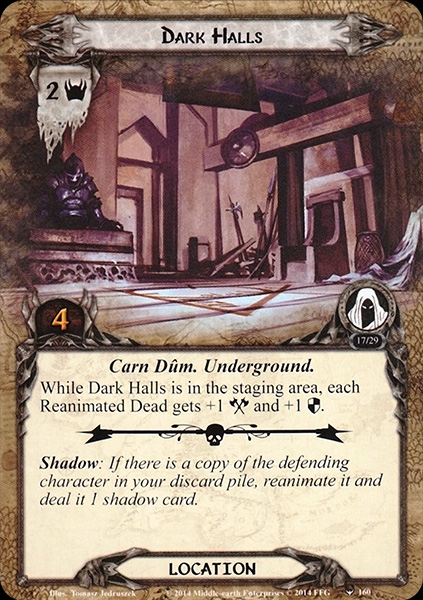 Dark Halls
2
4
17/29
Carn Dûm. Underground.
While Dark Halls is in the staging area, each
Reanimated Dead gets +1 and +1 .
Shadow: If there is a copy of the defending
character in your discard pile, reanimate it and
deal it 1 shadow card.
LOCATION
Illus. Tomasz Jedruszek © 2014 Middle-earth Enterprises © 2014 FFG 160